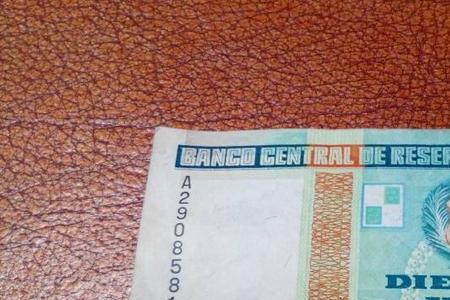 BANCO CENTRAL DE RESER
A290858
DIE